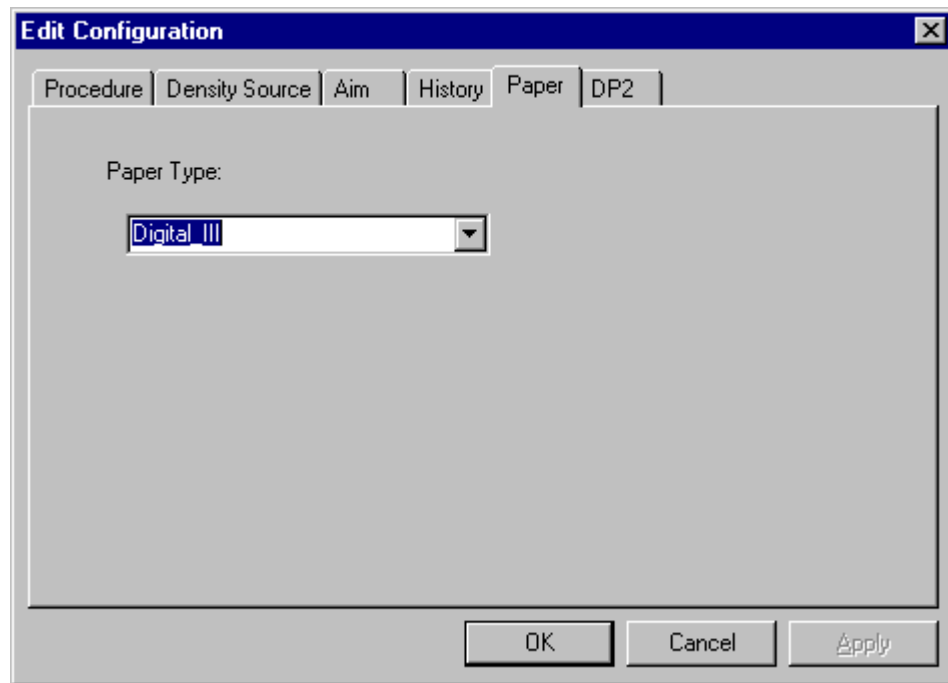 Edit Configuration
Procedure Density Source Aim History Paper DP2
Paper Type:
Digital_III
OK Cancel Apply